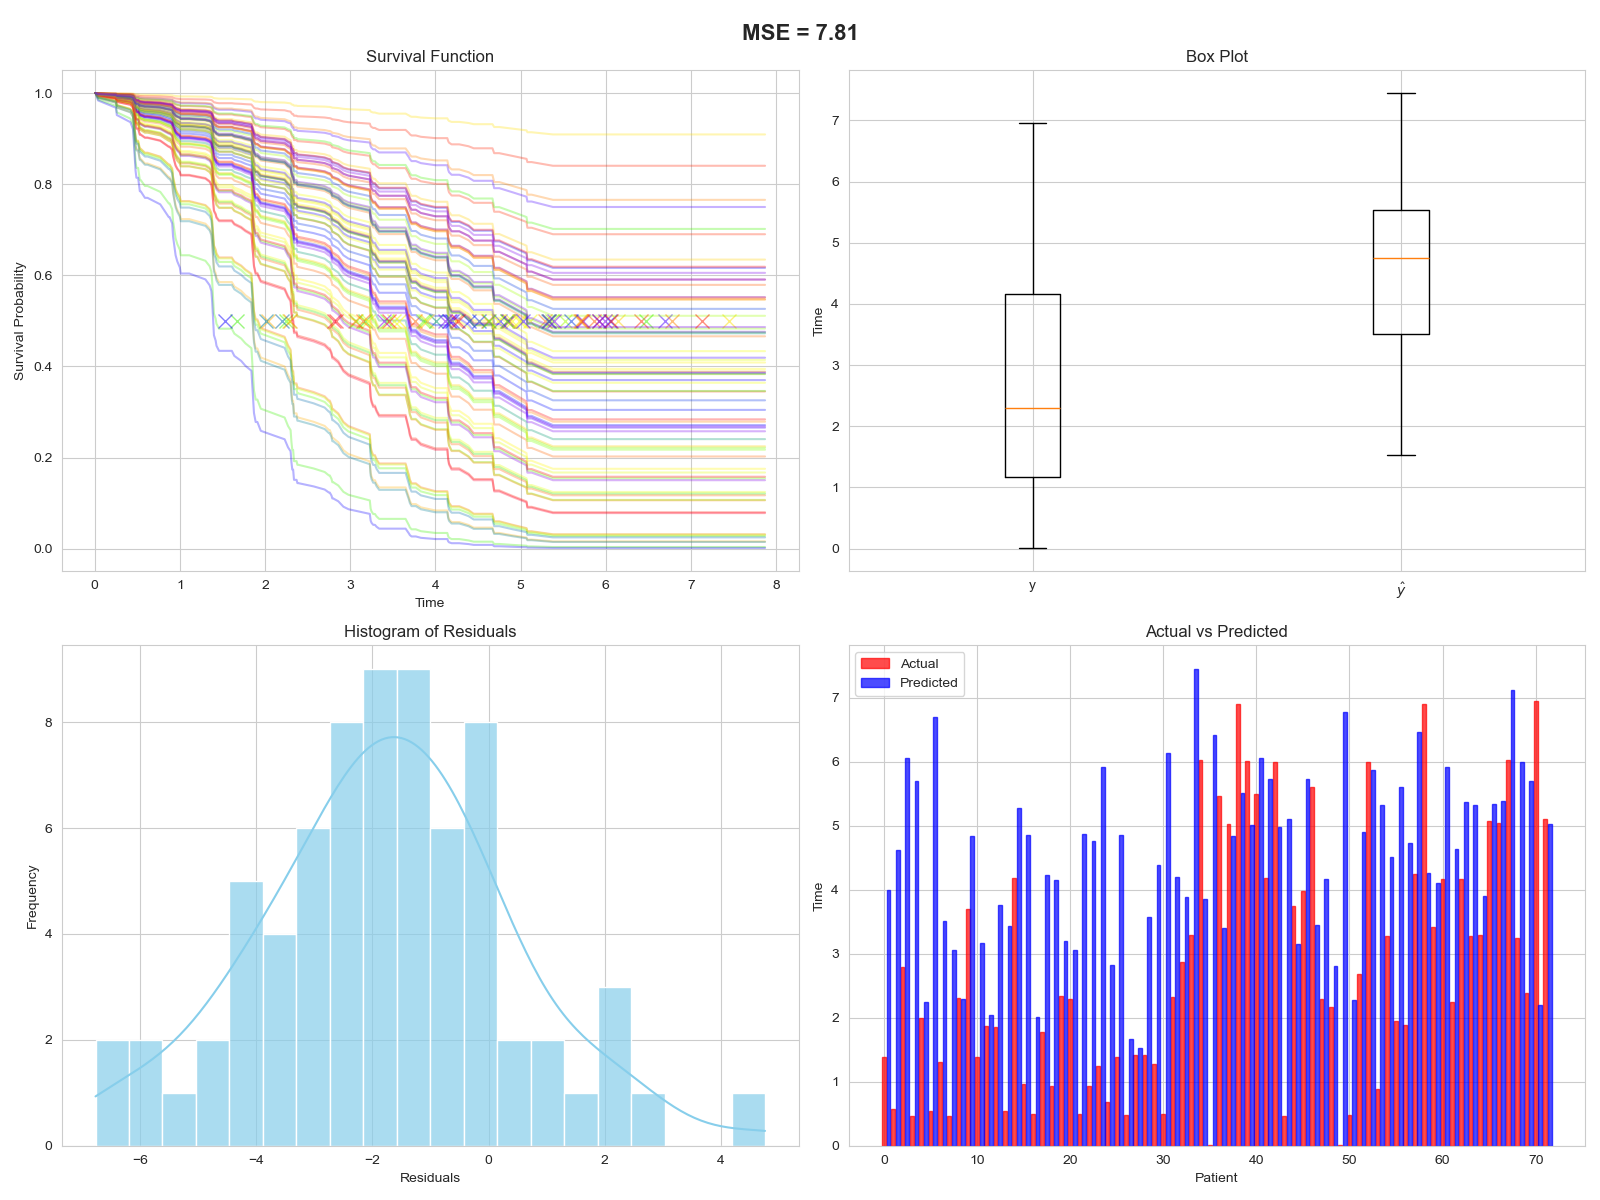 MSE = 7.81
Survival Function
Survival Probability
1.0
0.8
0.6
0.4
0.2
0.0
0 1 2 3 4 5 6 7 8
Time
Box Plot
Time
7
6
5
4
3
2
1
0
y ŷ
Histogram of Residuals
Frequency
8
6
4
2
0
−6 −4 −2 0 2 4
Residuals
Actual vs Predicted
Actual
Predicted
Time
7
6
5
4
3
2
1
0
0 10 20 30 40 50 60 70
Patient